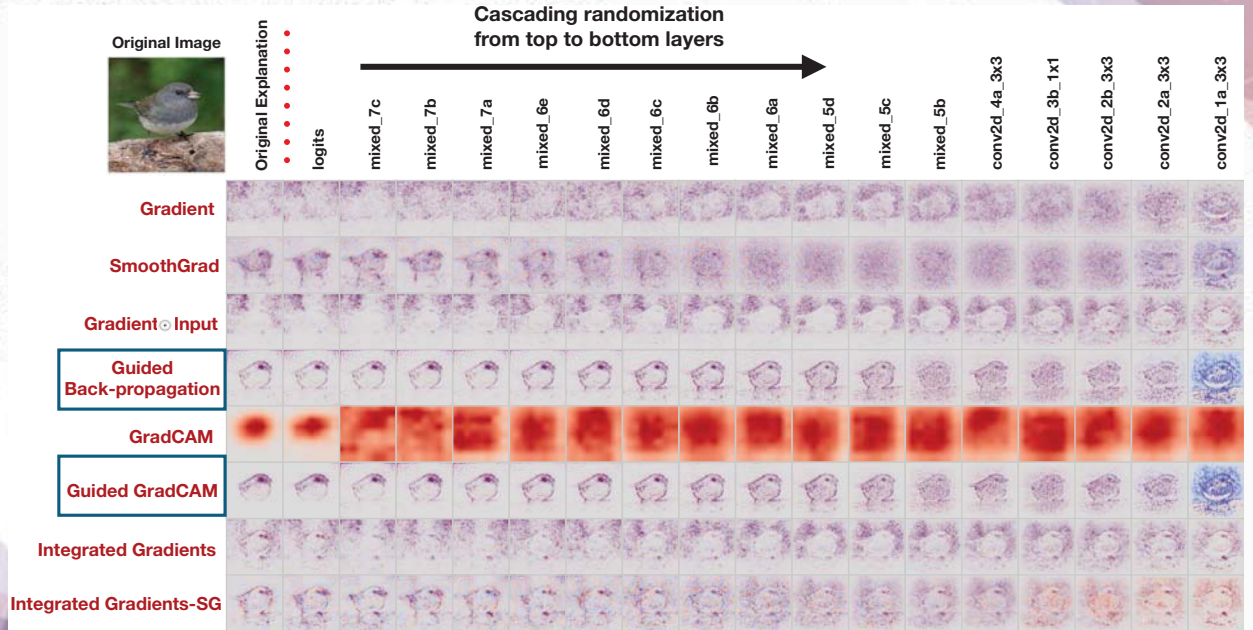 Cascading randomization
from top to bottom layers
Original Image
Original Explanation
logits
mixed_7c
mixed_7b
mixed_7a
mixed_6e
mixed_6d
mixed_6c
mixed_6b
mixed_6a
mixed_5d
mixed_5c
mixed_5b
conv2d_4a_3x3
conv2d_3b_1x1
conv2d_2b_3x3
conv2d_2a_3x3
conv2d_1a_3x3
Gradient
SmoothGrad
Gradient⊙Input
Guided
Back-propagation
GradCAM
Guided GradCAM
Integrated Gradients
Integrated Gradients-SG